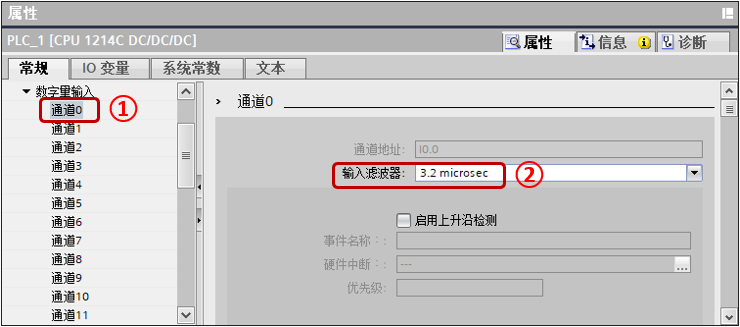 属性
PLC_1 [CPU 1214C DC/DC/DC]
属性 信息 诊断
常规 IO 变量 系统常数 文本
数字量输入
通道0
通道1
通道2
通道3
通道4
通道5
通道6
通道7
通道8
通道9
通道10
通道11
①
通道0
通道地址: I0.0
输入滤波器: 3.2 microsec
②
启用上升沿检测
事件名称::
硬件中断:: ---
...
优先级: